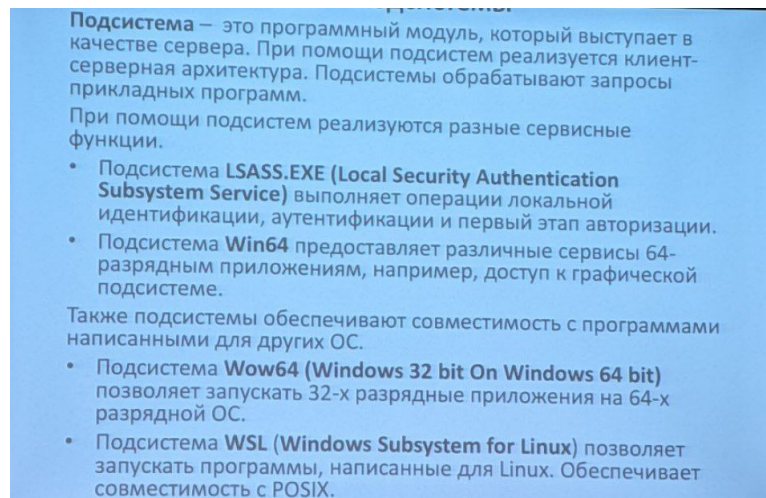 Подсистема – это программный модуль, который выступает в
качестве сервера. При помощи подсистем реализуется клиент-
серверная архитектура. Подсистемы обрабатывают запросы
прикладных программ.
При помощи подсистем реализуются разные сервисные
функции.
• Подсистема LSASS.EXE (Local Security Authentication
Subsystem Service) выполняет операции локальной
идентификации, аутентификации и первый этап авторизации.
• Подсистема Win64 предоставляет различные сервисы 64-
разрядным приложениям, например, доступ к графической
подсистеме.
Также подсистемы обеспечивают совместимость с программами
написанными для других ОС.
• Подсистема Wow64 (Windows 32 bit On Windows 64 bit)
позволяет запускать 32-х разрядные приложения на 64-х
разрядной ОС.
• Подсистема WSL (Windows Subsystem for Linux) позволяет
запускать программы, написанные для Linux. Обеспечивает
совместимость с POSIX.